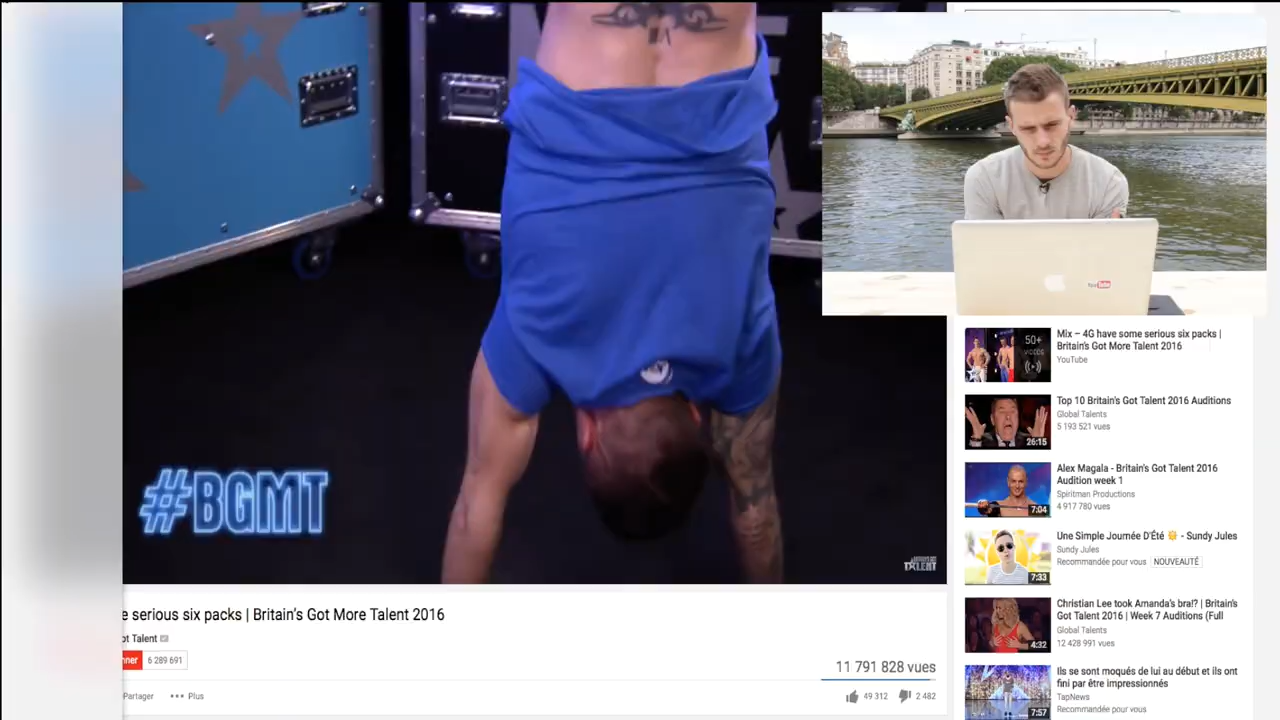 #BGMT
BRITAIN'S GOT
TALENT
e serious six packs | Britain's Got More Talent 2016
ot Talent
nner 6 289 691
Partager ••• Plus
11 791 828 vues
49 312 2 482
YouTube
50+
Mix – 4G have some serious six packs |
Britain's Got More Talent 2016
YouTube
26:15
Top 10 Britain's Got Talent 2016 Auditions
Global Talents
5 193 521 vues
7:04
Alex Magala - Britain's Got Talent 2016
Audition week 1
Spiritman Productions
4 917 780 vues
7:33
Une Simple Journée D'Été ☀ - Sundy Jules
Sundy Jules
Recommandée pour vous NOUVEAUTÉ
4:32
Christian Lee took Amanda's bra!? | Britain's
Got Talent 2016 | Week 7 Auditions (Full
Global Talents
12 428 991 vues
7:57
Ils se sont moqués de lui au début et ils ont
fini par être impressionnés
TapNews
Recommandée pour vous